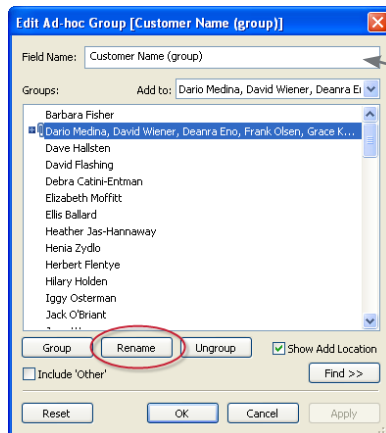 Edit Ad-hoc Group [Customer Name (group)]
Field Name: Customer Name (group)
Groups: Add to: Dario Medina, David Wiener, Deanra E
Barbara Fisher
Dario Medina, David Wiener, Deanra Eno, Frank Olsen, Grace K...
Dave Hallsten
David Flashing
Debra Catini-Entman
Elizabeth Moffitt
Ellis Ballard
Heather Jas-Hannaway
Henia Zydlo
Herbert Flentye
Hilary Holden
Iggy Osterman
Jack O'Briant
Group Rename Ungroup Show Add Location
Include 'Other' Find >>
Reset OK Cancel Apply